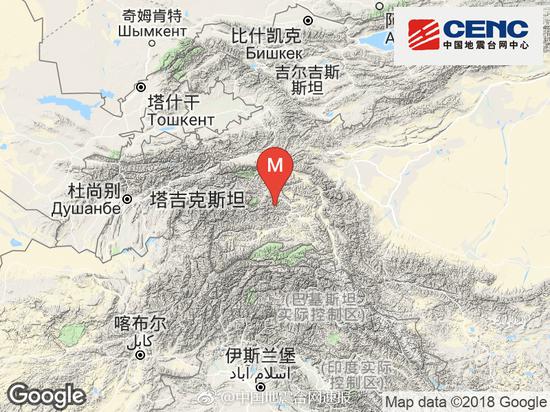 奇姆肯特
Шымкент
比什凯克
Бишкек
CENC
中国地震台网中心
吉尔吉斯
斯坦
塔什干
Тошкент
杜尚别
Душанбе
塔吉克斯坦
M
(巴基斯坦
实际控制区)
喀布尔
کابل
伊斯兰堡
اسلام آباد
(印度实际
控制区)
@中国地震台网速报
Google
Map data ©2018 Google